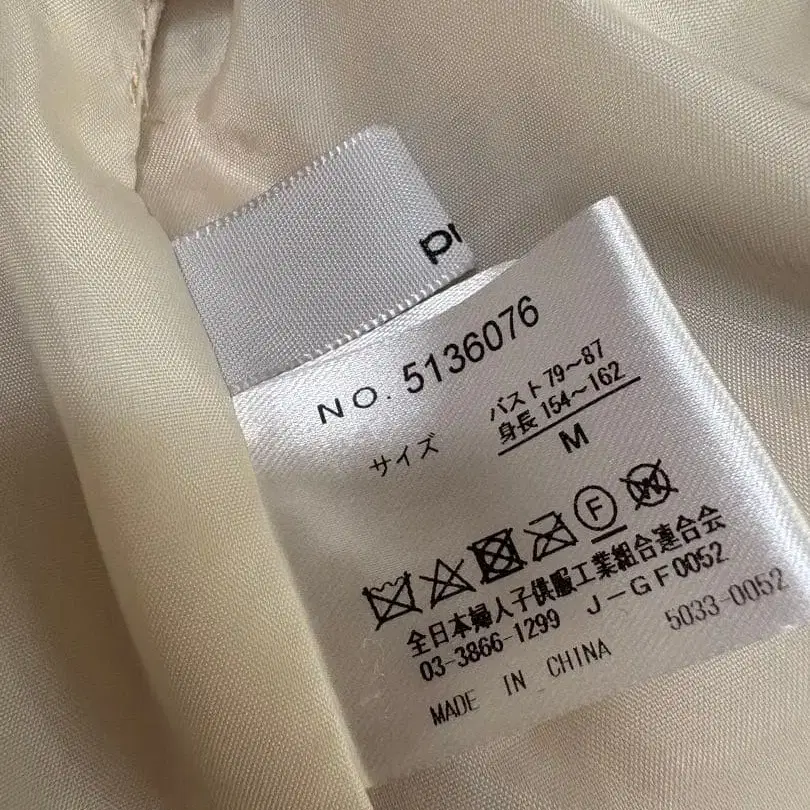 NO. 5136076
サイズ
バスト79～87
身長154～162
M
F
W
全日本婦人子供服工業組合連合会
03-3866-1299 J－GF0052
5033-0052
MADE IN CHINA